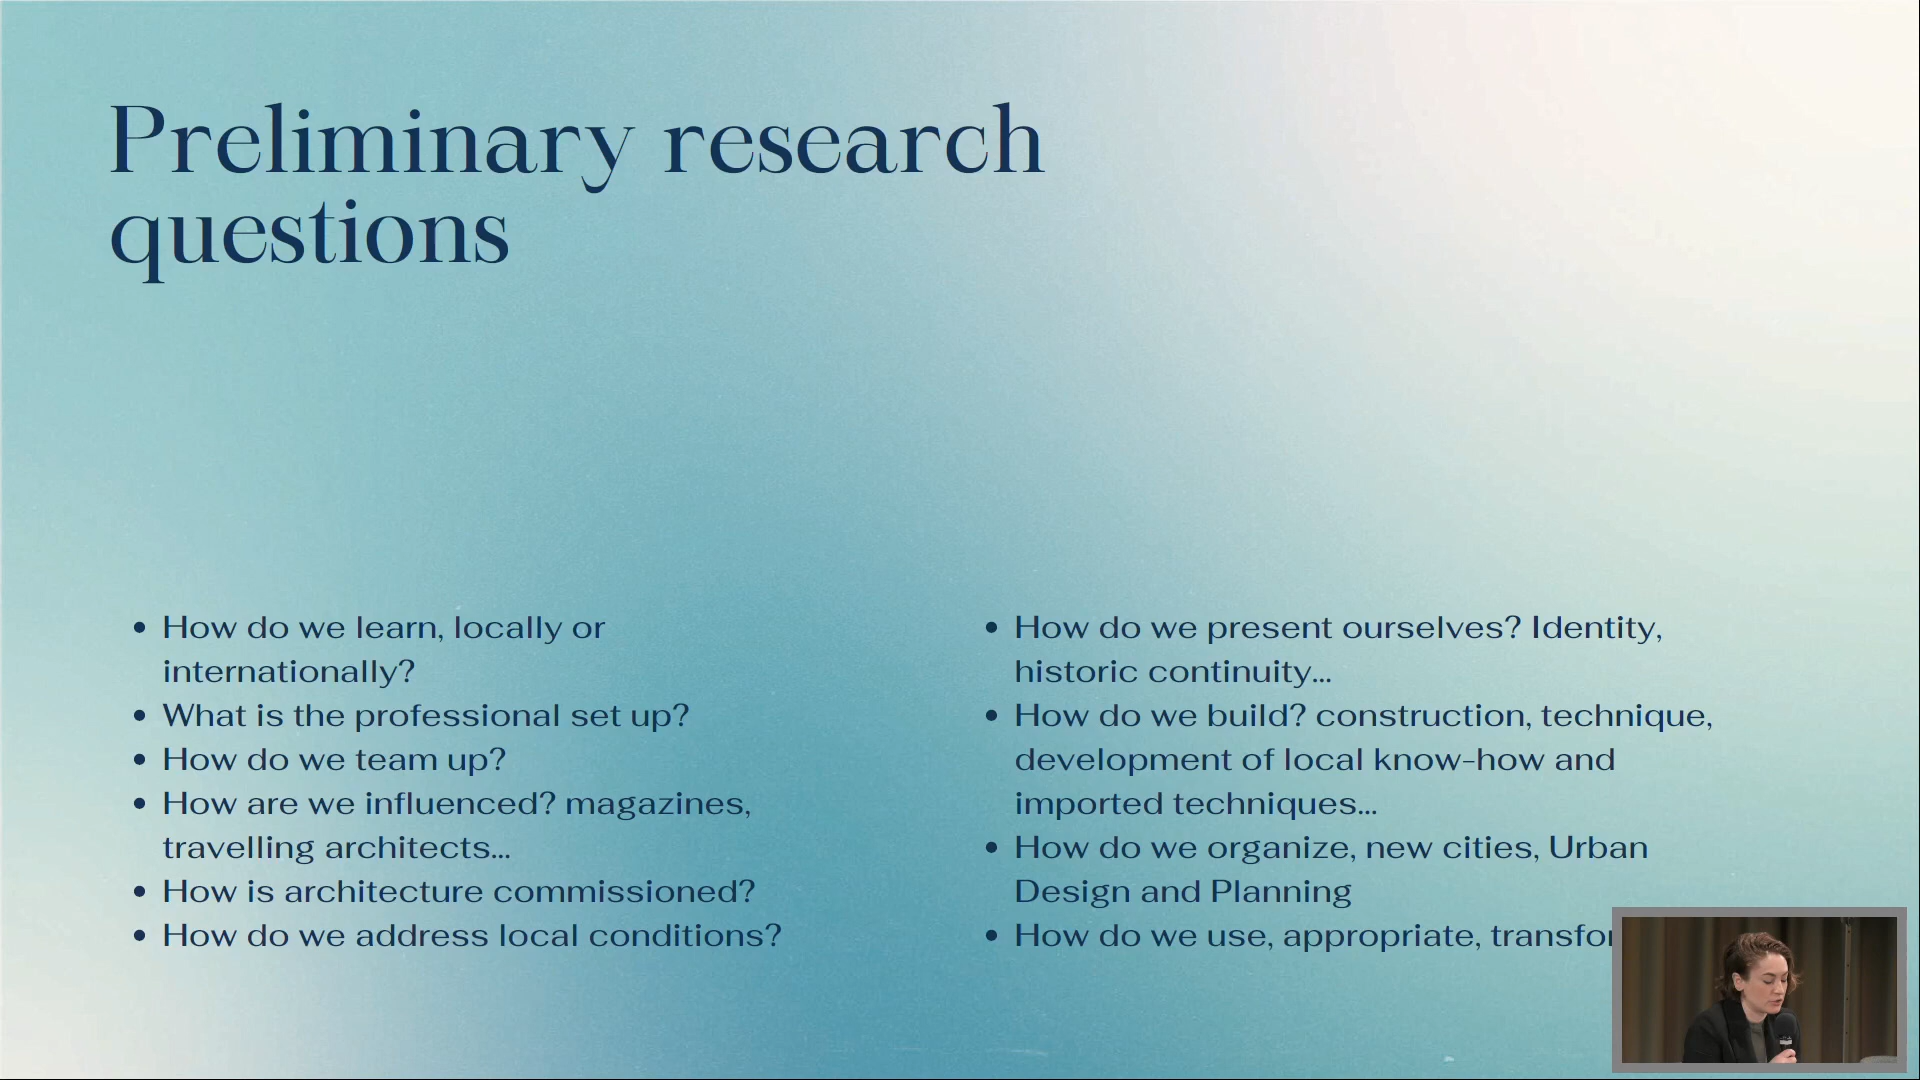 Preliminary research
questions
How do we learn, locally or
internationally?
What is the professional set up?
How do we team up?
How are we influenced? magazines,
travelling architects...
How is architecture commissioned?
How do we address local conditions?
How do we present ourselves? Identity,
historic continuity...
How do we build? construction, technique,
development of local know-how and
imported techniques...
How do we organize, new cities, Urban
Design and Planning
How do we use, appropriate,